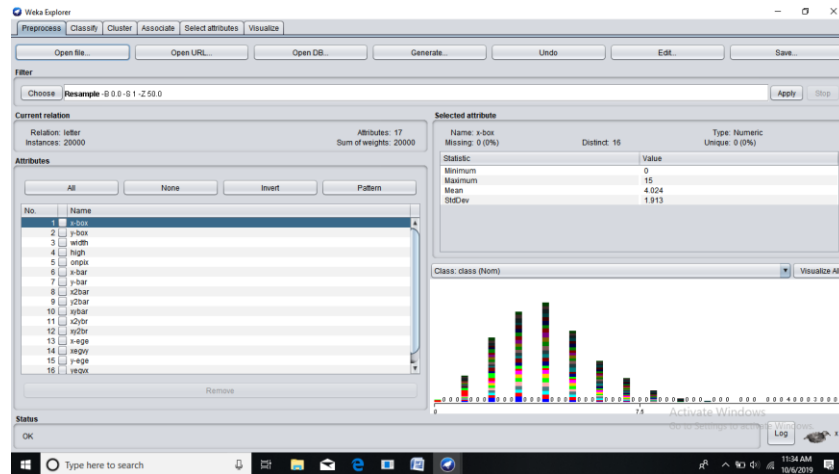 Weka Explorer
Preprocess Classify Cluster Associate Select attributes Visualize
Open file... Open URL... Open DB... Generate... Undo Edit... Save...
Filter
Choose Resample -B 0.0 -S 1 -Z 50.0 Apply Stop
Current relation
Relation: letter Attributes: 17
Instances: 20000 Sum of weights: 20000
Attributes
All None Invert Pattern
No. Name
1 x-box
2 y-box
3 width
4 high
5 onpix
6 x-bar
7 y-bar
8 x2bar
9 y2bar
10 xybar
11 x2ybr
12 xy2br
13 x-ege
14 xegvy
15 y-ege
16 yegvx
Remove
Selected attribute
Name: x-box Type: Numeric
Missing: 0 (0%) Distinct: 16 Unique: 0 (0%)
Statistic Value
Minimum 0
Maximum 15
Mean 4.024
StdDev 1.913
Class: class (Nom) Visualize All
0 7.5
Activate Windows
Go to Settings to activate Windows.
Status
OK Log x
Type here to search
11:34 AM
10/6/2019